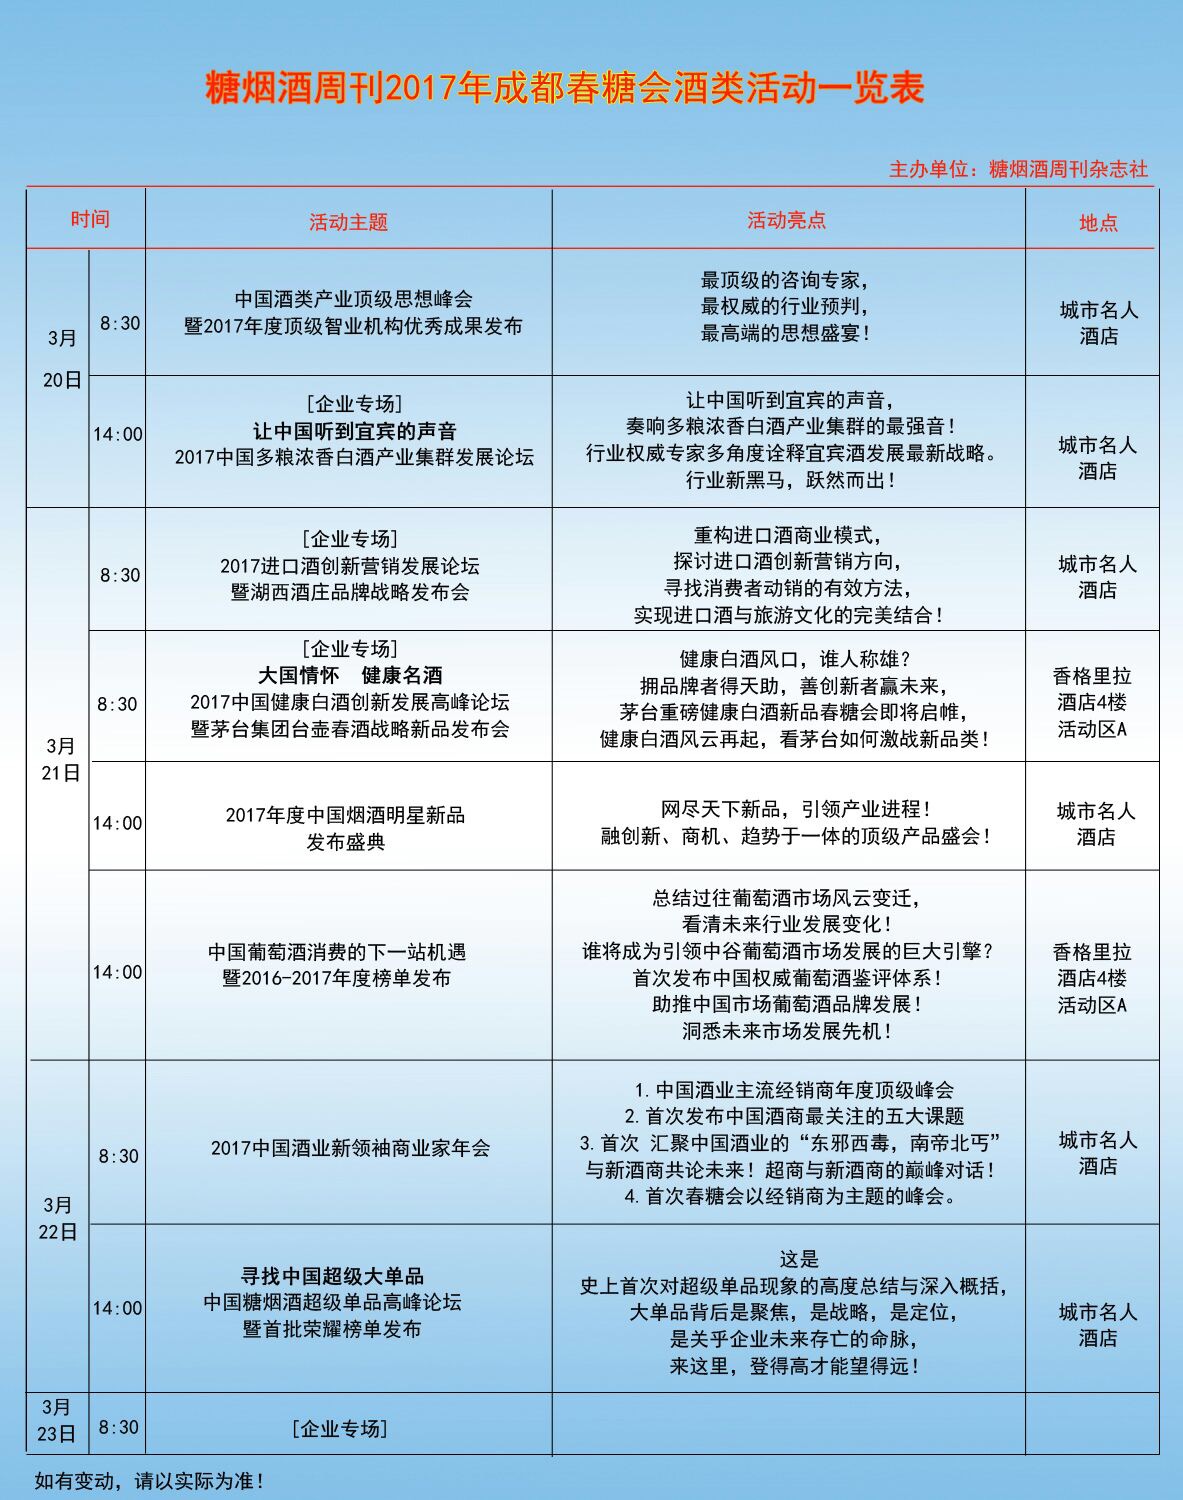 糖烟酒周刊2017年成都春糖会酒类活动一览表
主办单位：糖烟酒周刊杂志社
时间
活动主题
活动亮点
地点
3月
20日
8:30
中国酒类产业顶级思想峰会
暨2017年度顶级智业机构优秀成果发布
最顶级的咨询专家，
最权威的行业预判，
最高端的思想盛宴！
城市名人
酒店
14:00
[企业专场]
让中国听到宜宾的声音
2017中国多粮浓香白酒产业集群发展论坛
让中国听到宜宾的声音，
奏响多粮浓香白酒产业集群的最强音！
行业权威专家多角度诠释宜宾酒发展最新战略。
行业新黑马，跃然而出！
城市名人
酒店
3月
21日
8:30
[企业专场]
2017进口酒创新营销发展论坛
暨湖西酒庄品牌战略发布会
重构进口酒商业模式，
探讨进口酒创新营销方向，
寻找消费者动销的有效方法，
实现进口酒与旅游文化的完美结合！
城市名人
酒店
8:30
[企业专场]
大国情怀 健康名酒
2017中国健康白酒创新发展高峰论坛
暨茅台集团台壶春酒战略新品发布会
健康白酒风口，谁人称雄？
拥品牌者得天助，善创新者赢未来，
茅台重磅健康白酒新品春糖会即将启帷，
健康白酒风云再起，看茅台如何激战新品类！
香格里拉
酒店4楼
活动区A
14:00
2017年度中国烟酒明星新品
发布盛典
网尽天下新品，引领产业进程！
融创新、商机、趋势于一体的顶级产品盛会！
城市名人
酒店
14:00
中国葡萄酒消费的下一站机遇
暨2016-2017年度榜单发布
总结过往葡萄酒市场风云变迁，
看清未来行业发展变化！
谁将成为引领中谷葡萄酒市场发展的巨大引擎？
首次发布中国权威葡萄酒鉴评体系！
助推中国市场葡萄酒品牌发展！
洞悉未来市场发展先机！
香格里拉
酒店4楼
活动区A
3月
22日
8:30
2017中国酒业新领袖商业家年会
1.中国酒业主流经销商年度顶级峰会
2.首次发布中国酒商最关注的五大课题
3.首次 汇聚中国酒业的“东邪西毒，南帝北丐”
与新酒商共论未来！超商与新酒商的巅峰对话！
4.首次春糖会以经销商为主题的峰会。
城市名人
酒店
14:00
寻找中国超级大单品
中国糖烟酒超级单品高峰论坛
暨首批荣耀榜单发布
这是
史上首次对超级单品现象的高度总结与深入概括，
大单品背后是聚焦，是战略，是定位，
是关乎企业未来存亡的命脉，
来这里，登得高才能望得远！
城市名人
酒店
3月
23日
8:30
[企业专场]
如有变动，请以实际为准！